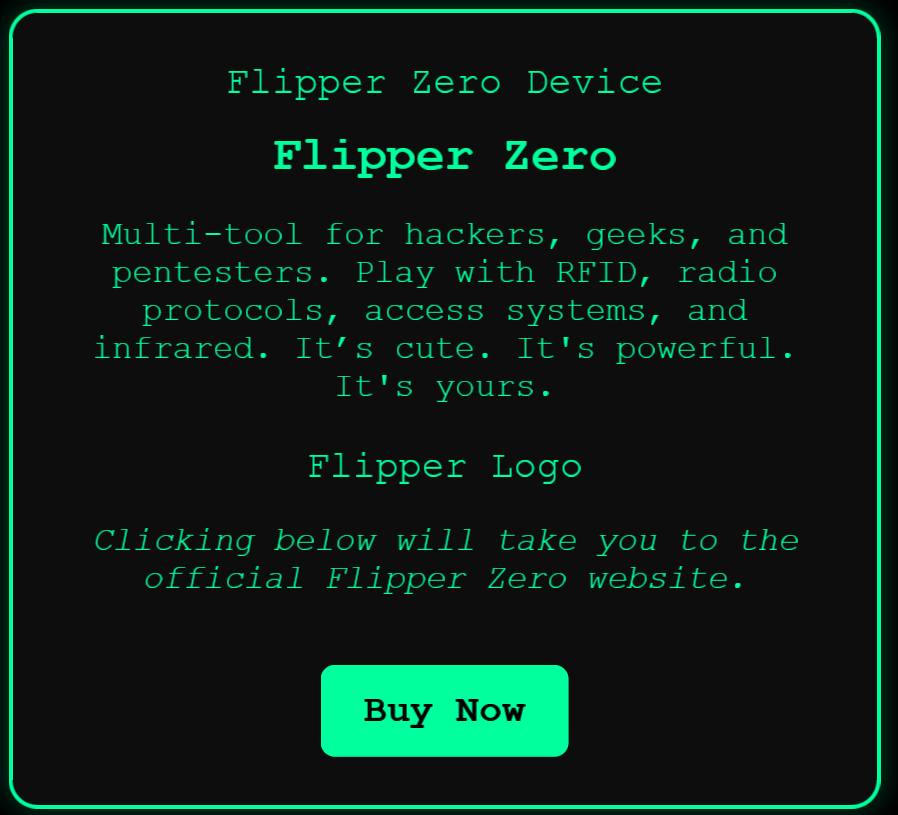 Flipper Zero Device
Flipper Zero
Multi-tool for hackers, geeks, and
pentesters. Play with RFID, radio
protocols, access systems, and
infrared. It’s cute. It's powerful.
It's yours.
Flipper Logo
Clicking below will take you to the
official Flipper Zero website.
Buy Now